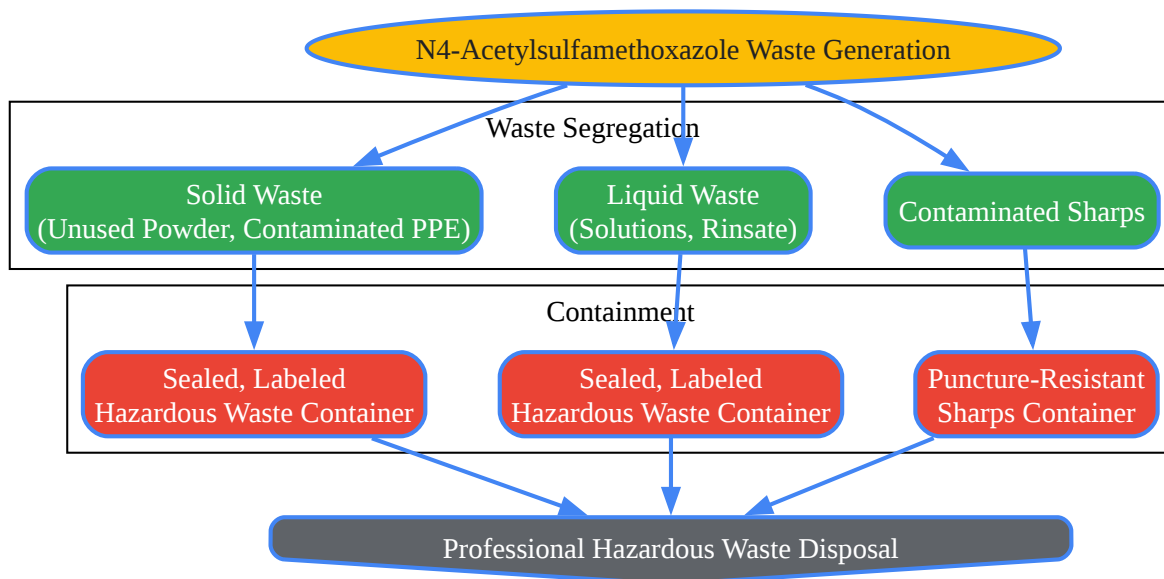 N4-Acetylsulfamethoxazole Waste Generation
Waste Segregation
Solid Waste
(Unused Powder, Contaminated PPE)
Liquid Waste
(Solutions, Rinsate)
Contaminated Sharps
Containment
Sealed, Labeled
Hazardous Waste Container
Sealed, Labeled
Hazardous Waste Container
Puncture-Resistant
Sharps Container
Professional Hazardous Waste Disposal